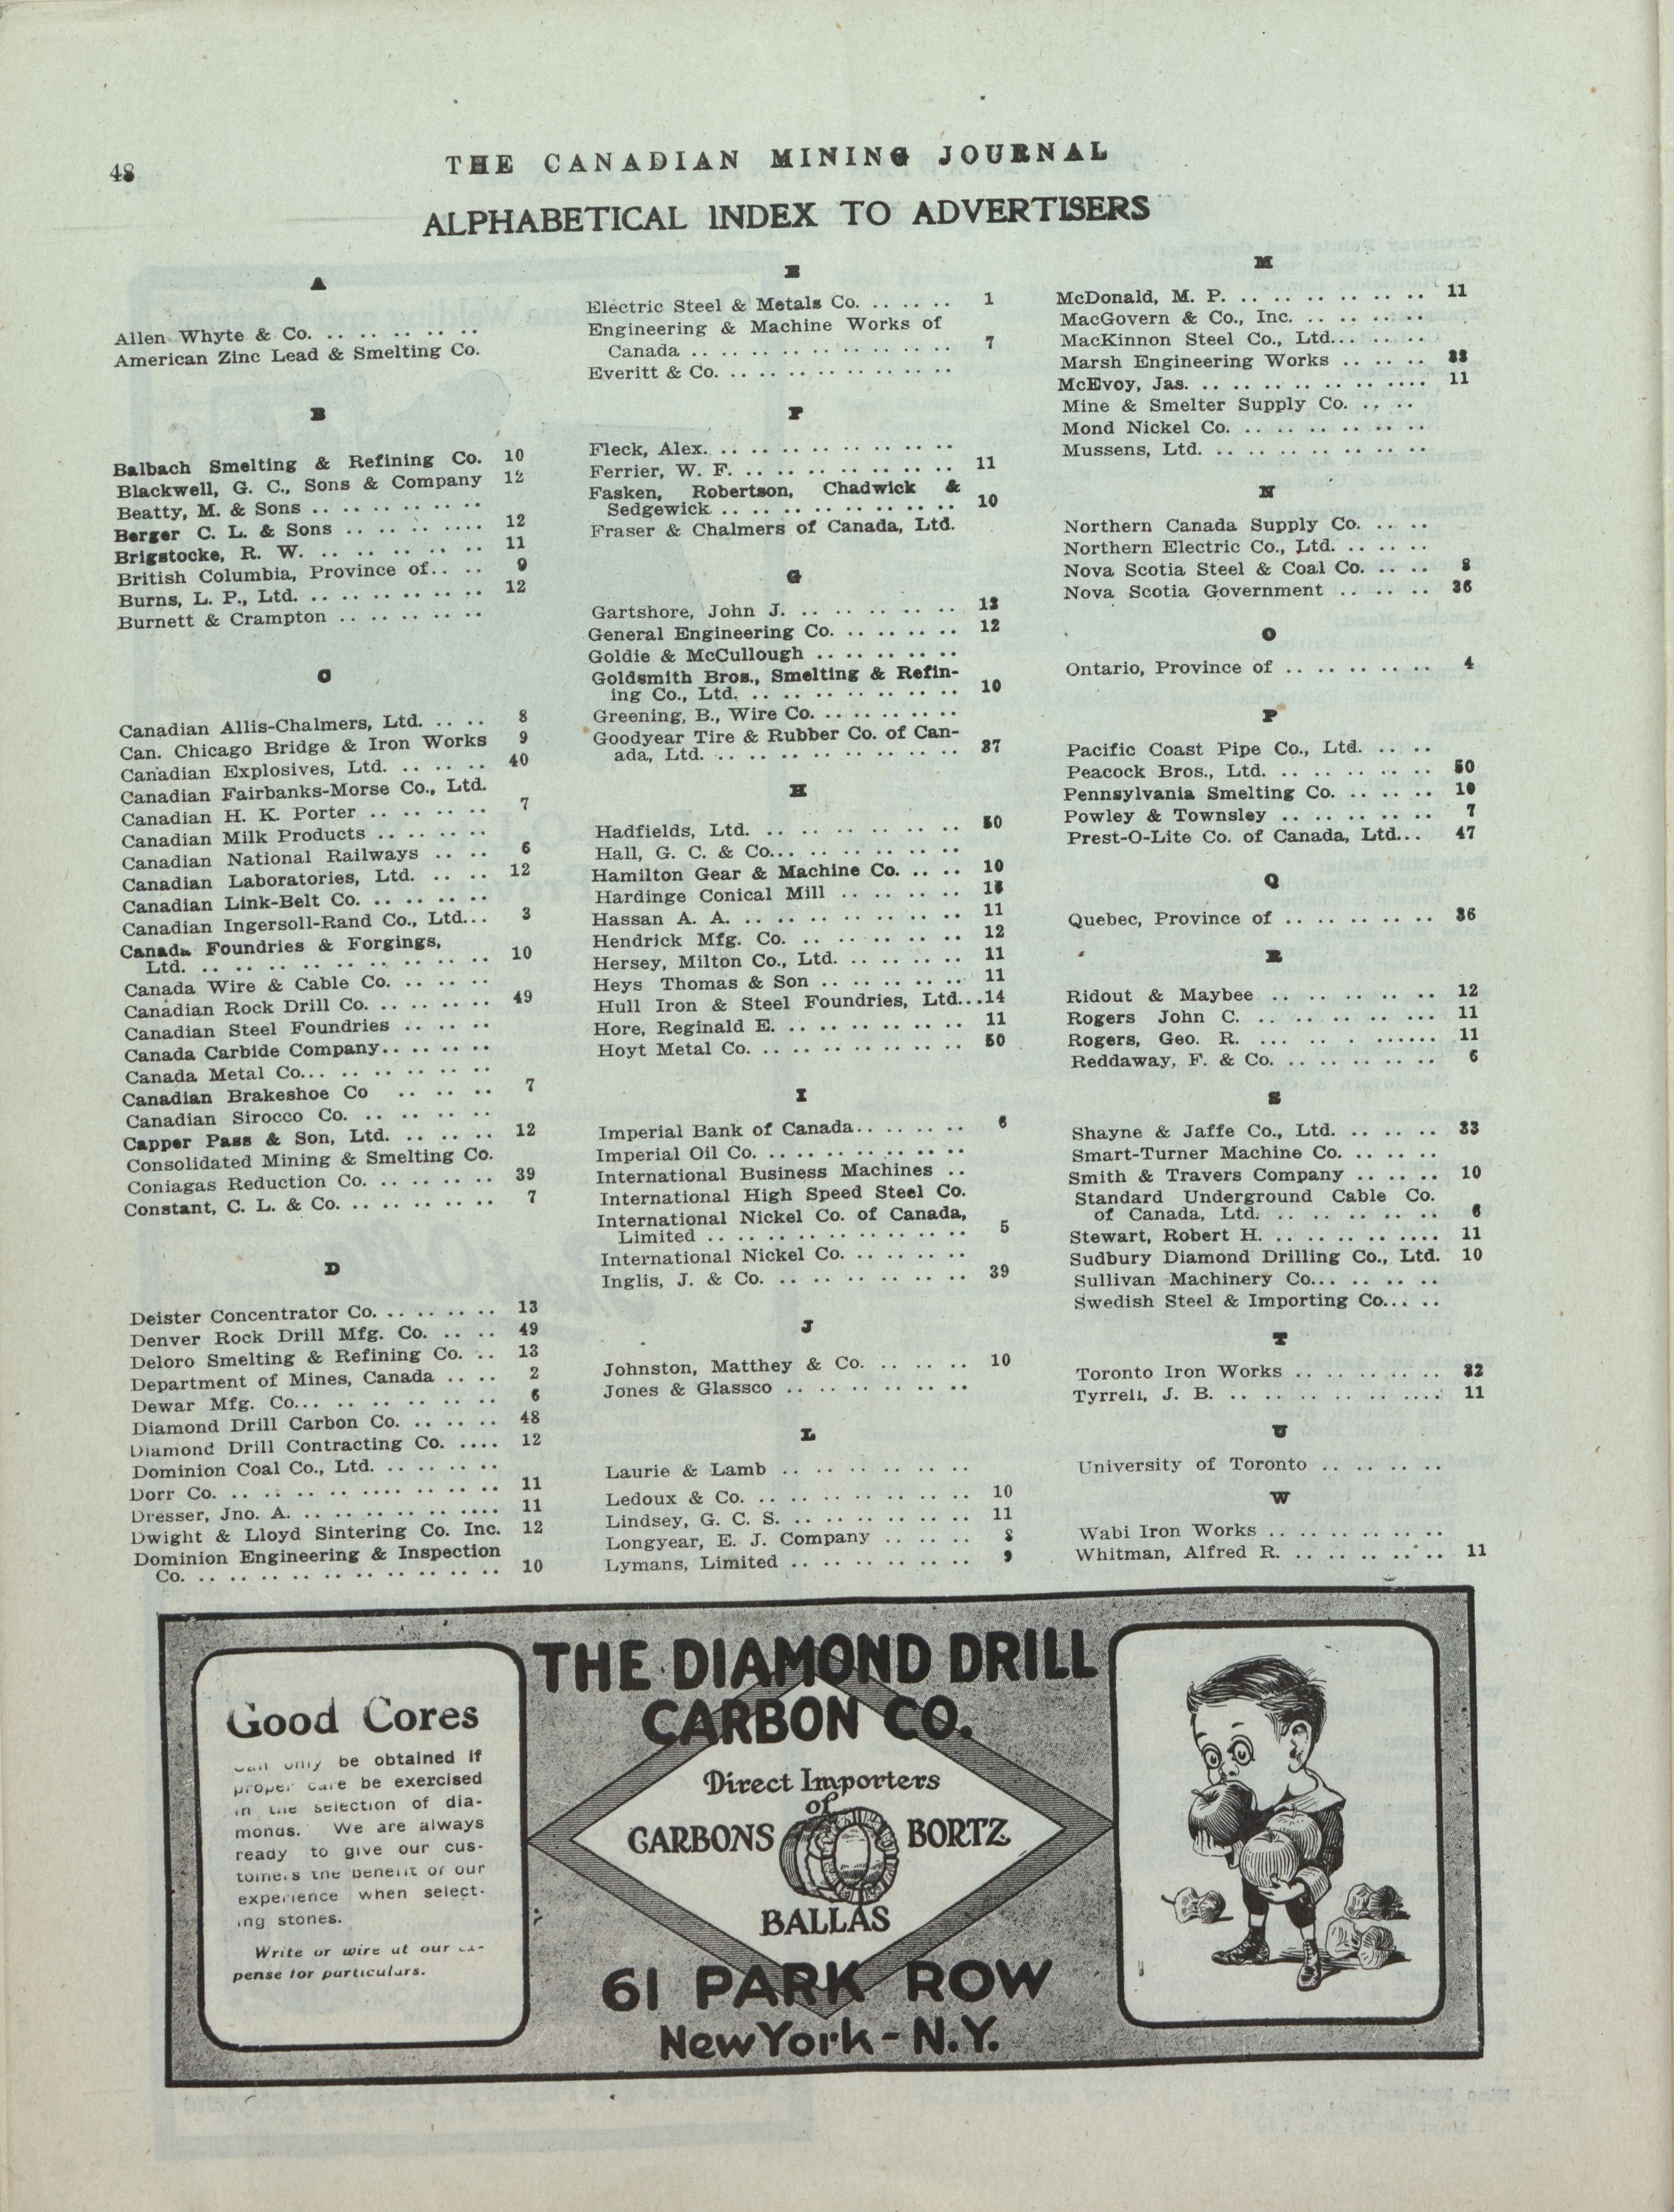 48
THE CANADIAN MINING JOURNAL
ALPHABETICAL INDEX TO ADVERTISERS
A
Allen Whyte & Co. .. .. .. .. ..
American Zinc Lead & Smelting Co.
B
Balbach Smelting & Refining Co. 10
Blackwell, G. C., Sons & Company 12
Beatty, M. & Sons .. .. .. .. ..
Berger C. L. & Sons .. .. .. .... 12
Brigstocke, R. W. .. .. .. .. .. 11
British Columbia, Province of.. .. .. 9
Burns, L. P., Ltd. .. .. .. .. .. .. 12
Burnett & Crampton .. .. .. .. ..
C
Canadian Allis-Chalmers, Ltd. .. .. .. 8
Can. Chicago Bridge & Iron Works 9
Canadian Explosives, Ltd. .. .. .. .. 40
Canadian Fairbanks-Morse Co., Ltd.
Canadian H. K. Porter .. .. .. .. 7
Canadian Milk Products .. .. .. ..
Canadian National Railways .. .. .. 6
Canadian Laboratories, Ltd. .. .. .. 12
Canadian Link-Belt Co. .. .. .. ..
Canadian Ingersoll-Rand Co., Ltd... 3
Canada Foundries & Forgings,
Ltd. .. .. .. .. .. .. .. .. .. 10
Canada Wire & Cable Co. .. .. ..
Canadian Rock Drill Co. .. .. .. .. 49
Canadian Steel Foundries .. .. ..
Canada Carbide Company.. .. .. ..
Canada Metal Co... .. .. .. .. ..
Canadian Brakeshoe Co .. .. .. 7
Canadian Sirocco Co. .. .. .. ..
Capper Pass & Son, Ltd. .. .. .. 12
Consolidated Mining & Smelting Co.
Coniagas Reduction Co. .. .. .. .. 39
Constant, C. L. & Co. .. .. .. .. .. 7
D
Deister Concentrator Co. .. .. .. .. 13
Denver Rock Drill Mfg. Co. .. .. .. 49
Deloro Smelting & Refining Co. .. 13
Department of Mines, Canada .. .. 2
Dewar Mfg. Co... .. .. .. .. .. 6
Diamond Drill Carbon Co. .. .. .. 48
Diamond Drill Contracting Co. .... 12
Dominion Coal Co., Ltd. .. .. .. ..
Dorr Co. .. .. .. .. .... .. .. .. 11
Dresser, Jno. A. .. .. .. .. .. .... 11
Dwight & Lloyd Sintering Co. Inc. 12
Dominion Engineering & Inspection
Co. .. .. .. .. .. .. .. .. .. .. 10
E
Electric Steel & Metals Co. .. .. .. 1
Engineering & Machine Works of
Canada .. .. .. .. .. .. .. .. 7
Everitt & Co. .. .. .. .. .. .. ..
F
Fleck, Alex. .. .. .. .. .. .. .. ..
Ferrier, W. F. .. .. .. .. .. .. .. 11
Fasken, Robertson, Chadwick &
Sedgewick .. .. .. .. .. .. .. .. 10
Fraser & Chalmers of Canada, Ltd.
G
Gartshore, John J. .. .. .. .. .. 12
General Engineering Co. .. .. .. .. 12
Goldie & McCullough .. .. .. .. ..
Goldsmith Bros., Smelting & Refin-
ing Co., Ltd. .. .. .. .. .. .. .. 10
Greening, B., Wire Co. .. .. .. .. ..
Goodyear Tire & Rubber Co. of Can-
ada, Ltd. .. .. .. .. .. .. .. .. 37
H
Hadfields, Ltd. .. .. .. .. .. .. 50
Hall, G. C. & Co... .. .. .. .. ..
Hamilton Gear & Machine Co. .. .. 10
Hardinge Conical Mill .. .. .. ..
Hassan A. A. .. .. .. .. .. .. .. 11
Hendrick Mfg. Co. .. .. .. .. .. 12
Hersey, Milton Co., Ltd. .. .. .. .. 11
Heys Thomas & Son .. .. .. .. .. 11
Hull Iron & Steel Foundries, Ltd...14
Hore, Reginald E. .. .. .. .. .. .. 11
Hoyt Metal Co. .. .. .. .. .. .. .. 50
I
Imperial Bank of Canada.. .. .. .. 6
Imperial Oil Co. .. .. .. .. .. .. ..
International Business Machines ..
International High Speed Steel Co.
International Nickel Co. of Canada,
Limited .. .. .. .. .. .. .. .. .. 5
International Nickel Co. .. .. .. ..
Inglis, J. & Co. .. .. .. .. .. .. .. 39
J
Johnston, Matthey & Co. .. .. .. 10
Jones & Glassco .. .. .. .. .. ..
L
Laurie & Lamb .. .. .. .. .. ..
Ledoux & Co. .. .. .. .. .. .. .. 10
Lindsey, G. C. S. .. .. .. .. .. .. 11
Longyear, E. J. Company .. .. .. 8
Lymans, Limited .. .. .. .. .. .. 9
M
McDonald, M. P. .. .. .. .. .. .. 11
MacGovern & Co., Inc. .. .. .. ..
MacKinnon Steel Co., Ltd... .. ..
Marsh Engineering Works .. .. .. 33
McEvoy, Jas. .. .. .. .. .. .. .... 11
Mine & Smelter Supply Co. .. ..
Mond Nickel Co. .. .. .. .. .. ..
Mussens, Ltd. .. .. .. .. .. .. ..
N
Northern Canada Supply Co. .. ..
Northern Electric Co., Ltd. .. .. ..
Nova Scotia Steel & Coal Co. .. .. 8
Nova Scotia Government .. .. .. 36
O
Ontario, Province of .. .. .. .. .. 4
P
Pacific Coast Pipe Co., Ltd. .. ..
Peacock Bros., Ltd. .. .. .. .. .. 50
Pennsylvania Smelting Co. .. .. .. 10
Powley & Townsley .. .. .. .. .. 7
Prest-O-Lite Co. of Canada, Ltd... 47
Q
Quebec, Province of .. .. .. .. .. 36
R
Ridout & Maybee .. .. .. .. .. 12
Rogers John C. .. .. .. .. .. ... 11
Rogers, Geo. R. ... .. .. . ...... 11
Reddaway, F. & Co. .. .. .. .. .. 6
S
Shayne & Jaffe Co., Ltd. .. .. .. 33
Smart-Turner Machine Co. .. .. ..
Smith & Travers Company .. .. .. 10
Standard Underground Cable Co.
of Canada, Ltd. .. .. .. .. .. .. 6
Stewart, Robert H. .. .. .. .. .... 11
Sudbury Diamond Drilling Co., Ltd. 10
Sullivan Machinery Co... .. .. ..
Swedish Steel & Importing Co... ..
T
Toronto Iron Works .. .. .. .. .. 32
Tyrrell, J. B. .. .. .. .. .. .. .... 11
U
University of Toronto .. .. .. ..
W
Wabi Iron Works .. .. .. .. .. ..
Whitman, Alfred R. .. .. .. .. .. 11
Good Cores
can only be obtained if
proper care be exercised
in the selection of dia-
monds. We are always
ready to give our cus-
tomers the benefit of our
experience when select-
ing stones.
Write or wire at our ex-
pense for particulars.
THE DIAMOND DRILL
CARBON CO.
Direct Importers
of
CARBONS BORTZ
BALLAS
61 PARK ROW
New York - N.Y.